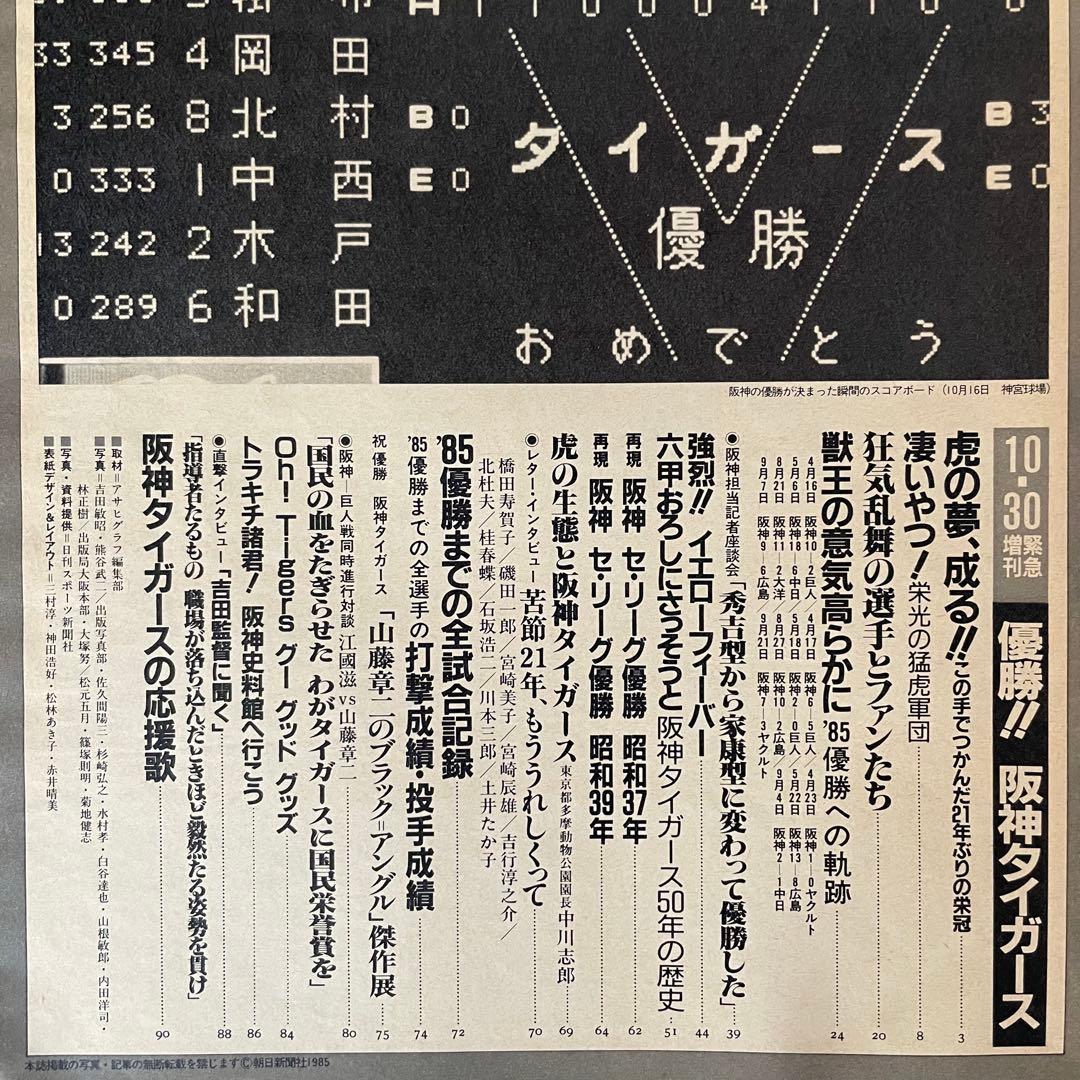 33 345 4 岡 田
3 256 8 北 村 B 0
0 333 1 中 西 E 0
13 242 2 木 戸
0 289 6 和 田
1 1 0 0 0 4 1 1 0 0
タイガース
優勝
おめでとう
B 3
E 0
阪神の優勝が決まった瞬間のスコアボード(10月16日 神宮球場)
10・30 緊急増刊
優勝!! 阪神タイガース
虎の夢、成る!! この手でつかんだ21年ぶりの栄冠 3
凄いやつ! 栄光の猛虎軍団 8
狂気乱舞の選手とファンたち 20
獣王の意気高らかに '85優勝への軌跡 24
4月16日 阪神10-2巨人 4月17日 阪神6-5巨人 4月23日 阪神1-0ヤクルト
5月6日 阪神6-3中日 5月18日 阪神2-0巨人 5月22日 阪神13-8広島
8月21日 阪神11-2大洋 8月27日 阪神10-2広島 9月4日 阪神2-1中日
9月7日 阪神9-6広島 9月21日 阪神7-3ヤクルト
●阪神担当記者座談会「秀吉型から家康型に変わって優勝した」 39
強烈!! イエローフィーバー 44
六甲おろしにさっそうと 阪神タイガース50年の歴史 51
再現 阪神 セ・リーグ優勝 昭和37年 62
再現 阪神 セ・リーグ優勝 昭和39年 64
虎の生態と阪神タイガース 東京都多摩動物公園園長 中川志郎 69
●レター・インタビュー 苦節21年、もううれしくって 70
橋田寿賀子/磯田一郎/宮崎美子/宮崎辰雄/吉行淳之介/
北杜夫/桂春蝶/石坂浩二/川本三郎/土井たか子
'85優勝までの全試合記録 72
'85優勝までの全選手の打撃成績・投手成績 74
祝優勝 阪神タイガース 「山藤章二のブラック=アングル」傑作展 75
●阪神-巨人戦同時進行対談 江國滋vs山藤章二 80
「国民の血をたぎらせた わがタイガースに国民栄誉賞を」
Oh! Tigers グー グッド グッズ 84
トラキチ諸君! 阪神史料館へ行こう 86
●直撃インタビュー「吉田監督に聞く」 88
「指導者たるもの 職場が落ち込んだときほど毅然たる姿勢を貫け」
阪神タイガースの応援歌 90
■取材=アサヒグラフ編集部
■写真=吉田敏昭・熊谷武二/出版写真部・佐久間陽三・杉崎弘之・水村孝・白谷達也・山根敏郎・内田洋司・
林正樹/出版局大阪本部・大塚努/松元五月・篠塚則明・菊地健志
■写真・資料提供=日刊スポーツ新聞社
■表紙デザイン&レイアウト=三村淳・神田浩好・松林あき子・赤井晴美
本誌掲載の写真・記事の無断転載を禁じます©朝日新聞社1985